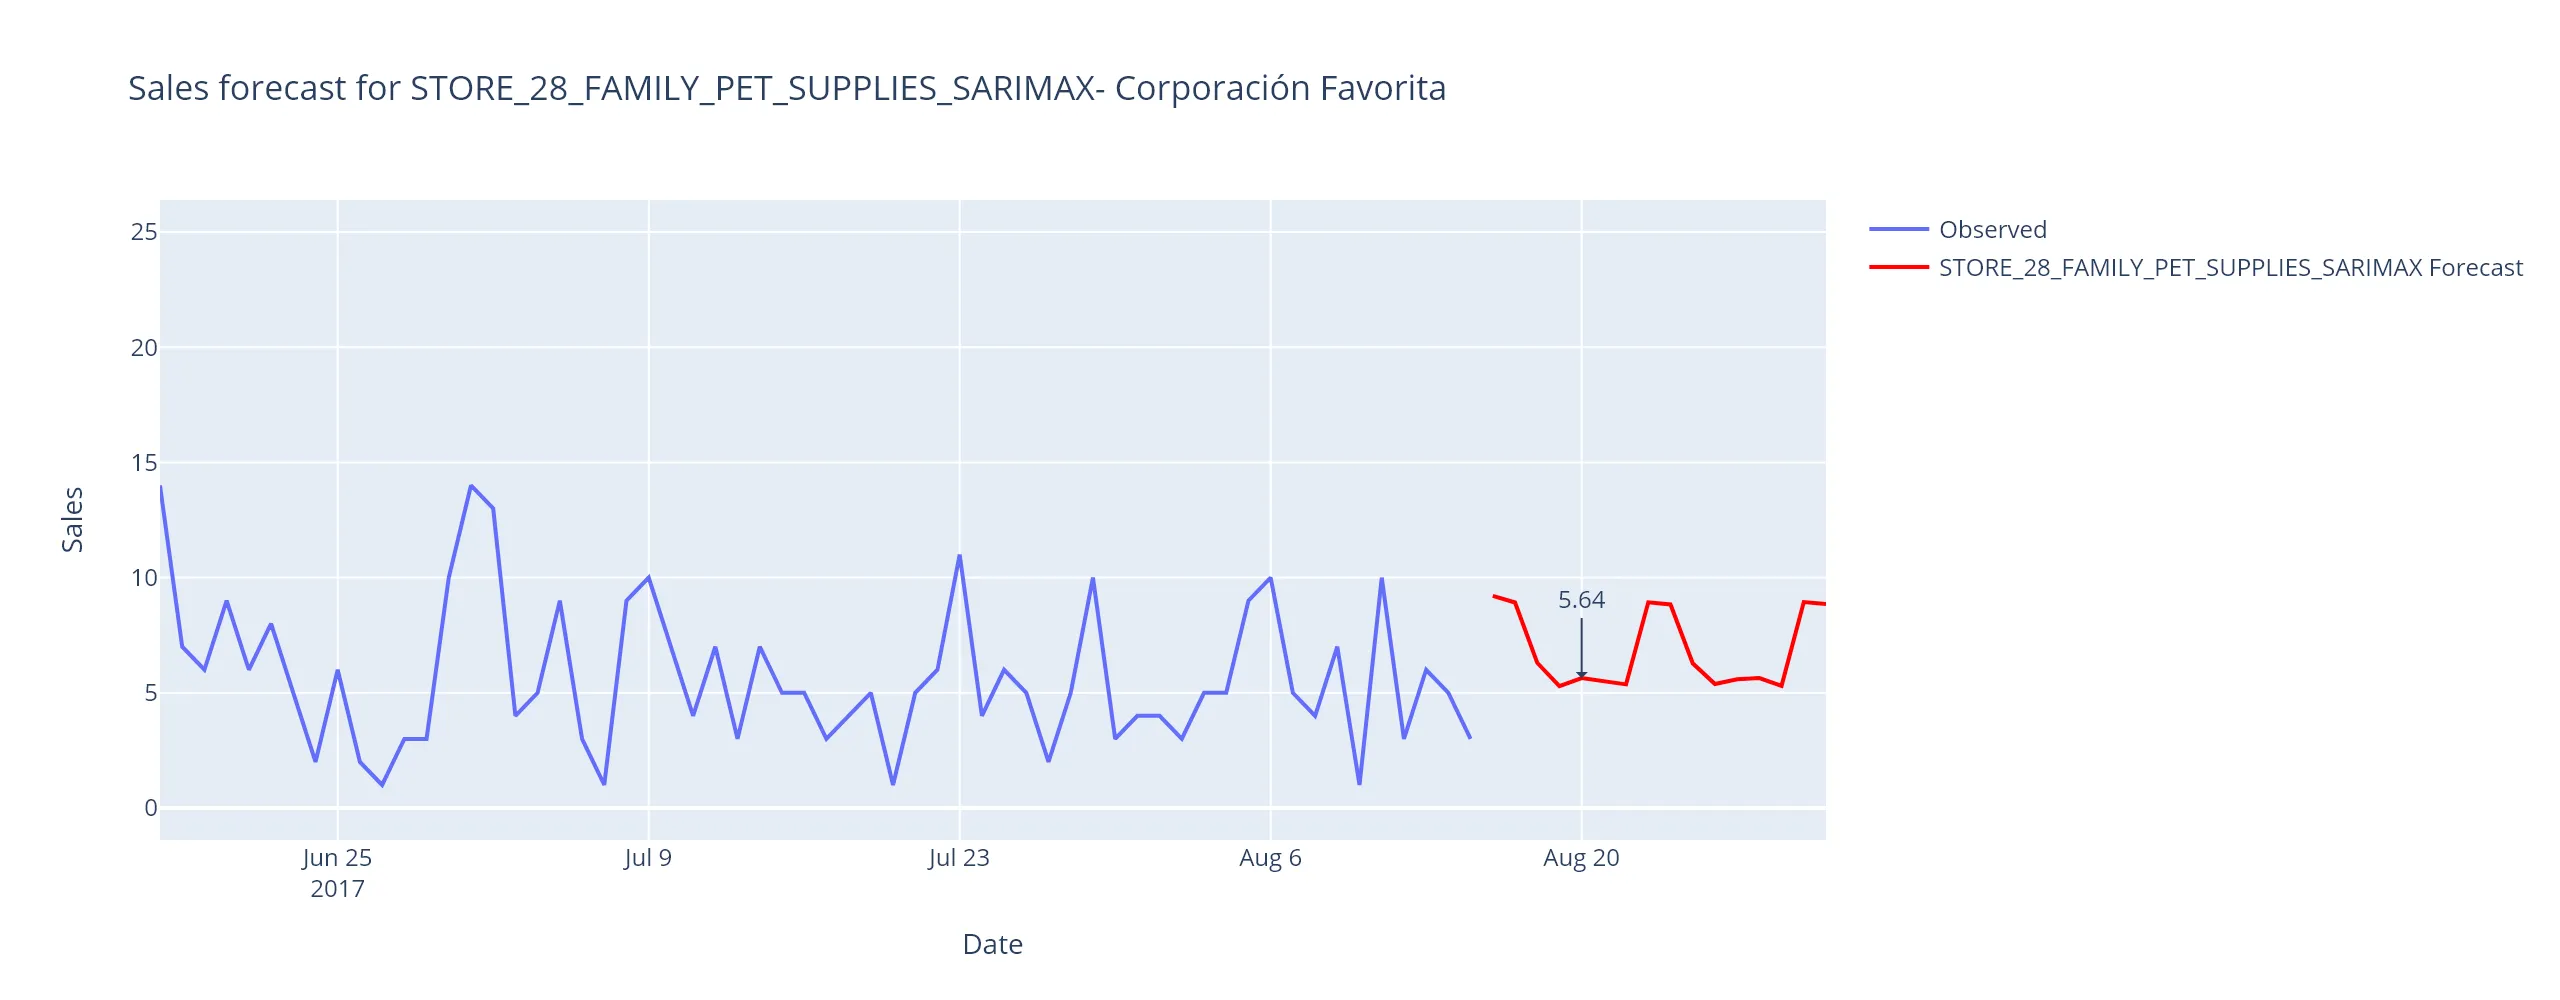 Sales forecast for STORE_28_FAMILY_PET_SUPPLIES_SARIMAX- Corporación Favorita
Observed
STORE_28_FAMILY_PET_SUPPLIES_SARIMAX Forecast
25
20
15
10
5
0
Sales
5.64
Jun 25
2017
Jul 9
Jul 23
Aug 6
Aug 20
Date